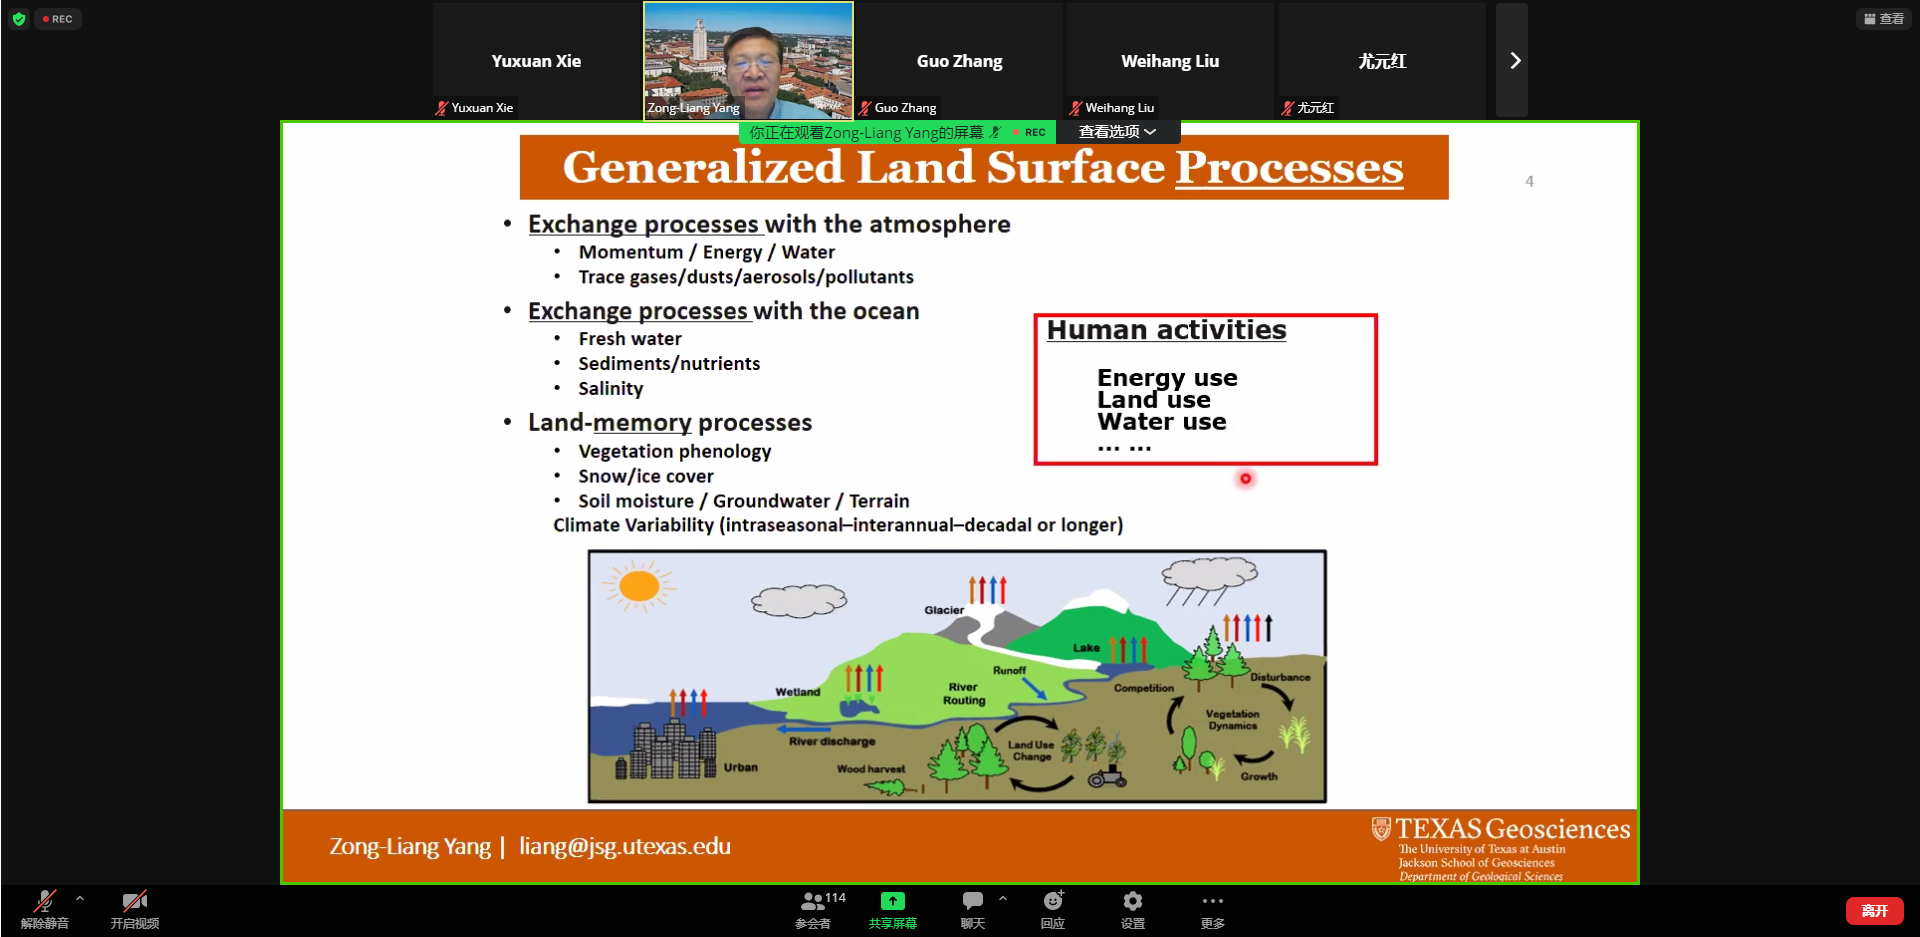 REC
查看
Yuxuan Xie
Guo Zhang
Weihang Liu
尤元红
Yuxuan Xie
Zong-Liang Yang
Guo Zhang
Weihang Liu
尤元红
你正在观看Zong-Liang Yang的屏幕
REC
查看选项
Generalized Land Surface Processes
4
• Exchange processes with the atmosphere
• Momentum / Energy / Water
• Trace gases/dusts/aerosols/pollutants
• Exchange processes with the ocean
• Fresh water
• Sediments/nutrients
• Salinity
• Land-memory processes
• Vegetation phenology
• Snow/ice cover
• Soil moisture / Groundwater / Terrain
Climate Variability (intraseasonal–interannual–decadal or longer)
Human activities
Energy use
Land use
Water use
... ...
Glacier
Lake
Runoff
Wetland
River
Routing
Competition
Disturbance
Vegetation
Dynamics
River discharge
Land Use
Change
Urban
Wood harvest
Growth
Zong-Liang Yang | liang@jsg.utexas.edu
TEXAS Geosciences
The University of Texas at Austin
Jackson School of Geosciences
Department of Geological Sciences
解除静音
开启视频
114
参会者
共享屏幕
聊天
回应
设置
更多
离开